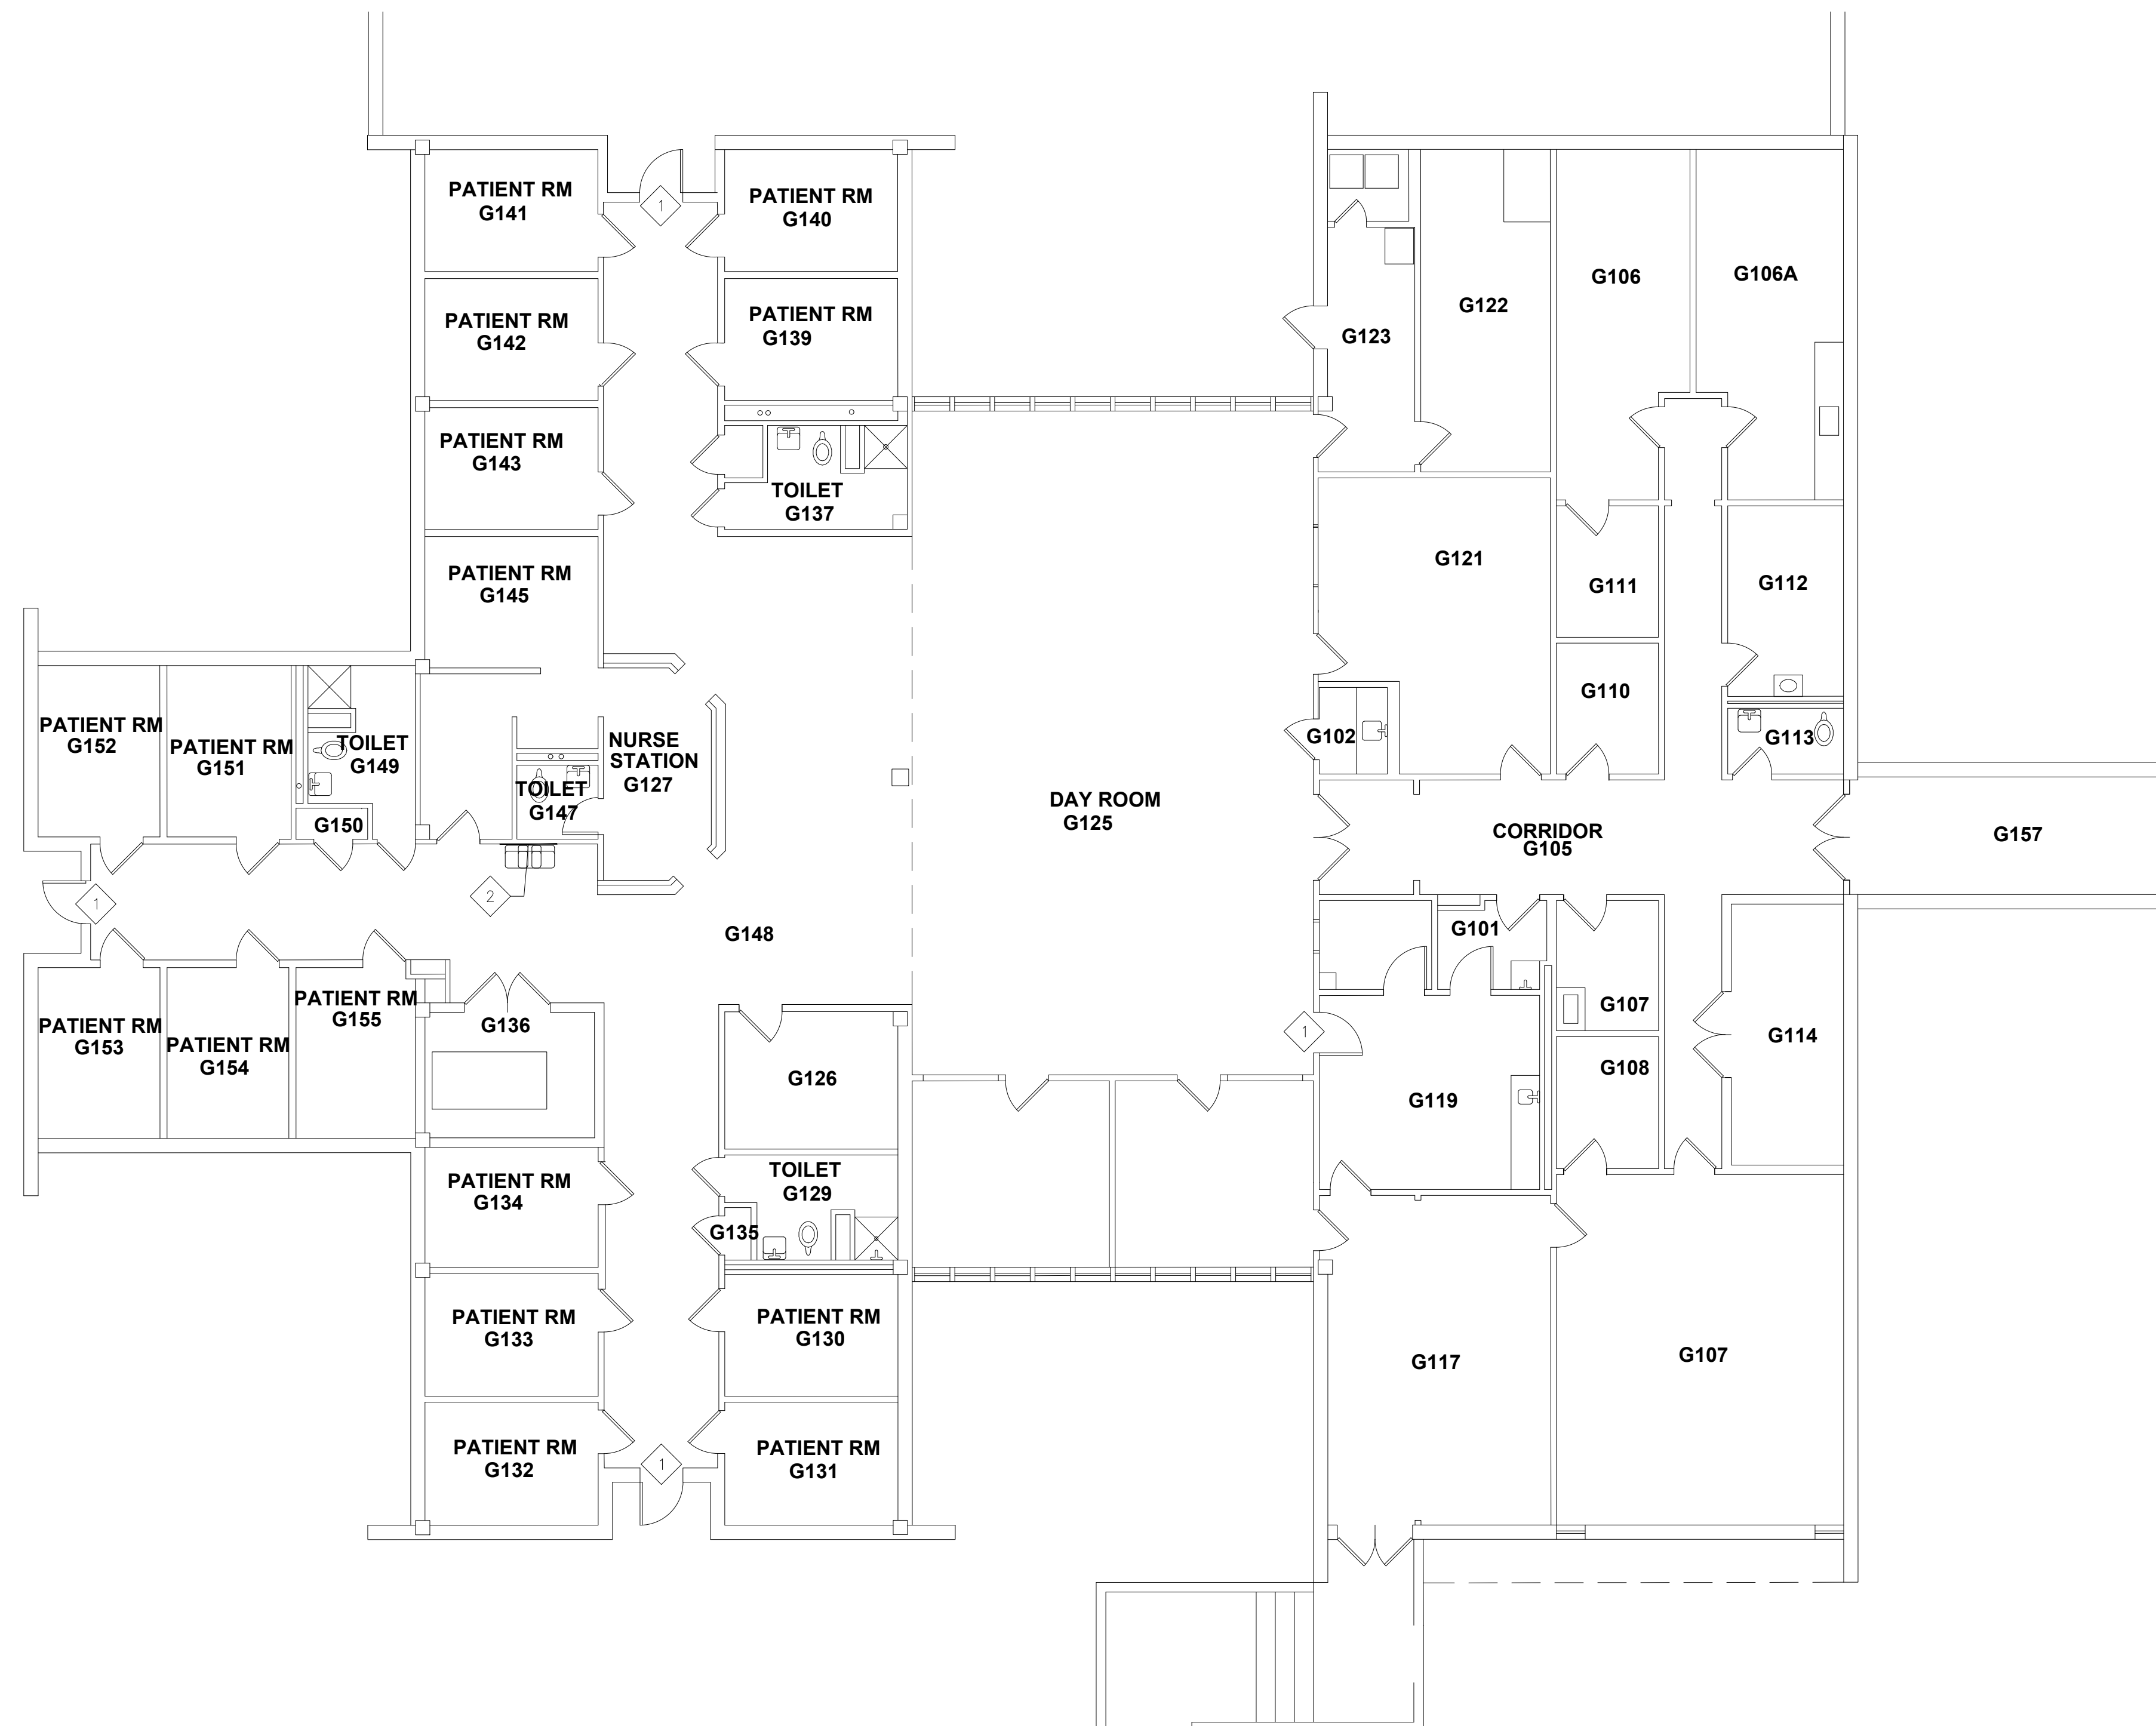 PATIENT RM
G141
PATIENT RM
G140
1
PATIENT RM
G142
PATIENT RM
G139
PATIENT RM
G143
TOILET
G137
PATIENT RM
G145
PATIENT RM
G152
PATIENT RM
G151
TOILET
G149
G150
TOILET
G147
NURSE
STATION
G127
1
2
G148
PATIENT RM
G153
PATIENT RM
G154
PATIENT RM
G155
G136
G126
PATIENT RM
G134
TOILET
G129
G135
PATIENT RM
G133
PATIENT RM
G130
PATIENT RM
G132
PATIENT RM
G131
1
DAY ROOM
G125
G123
G122
G106
G106A
G121
G111
G112
G110
G102
G113
CORRIDOR
G105
G157
G101
G107
G114
1
G108
G119
G117
G107